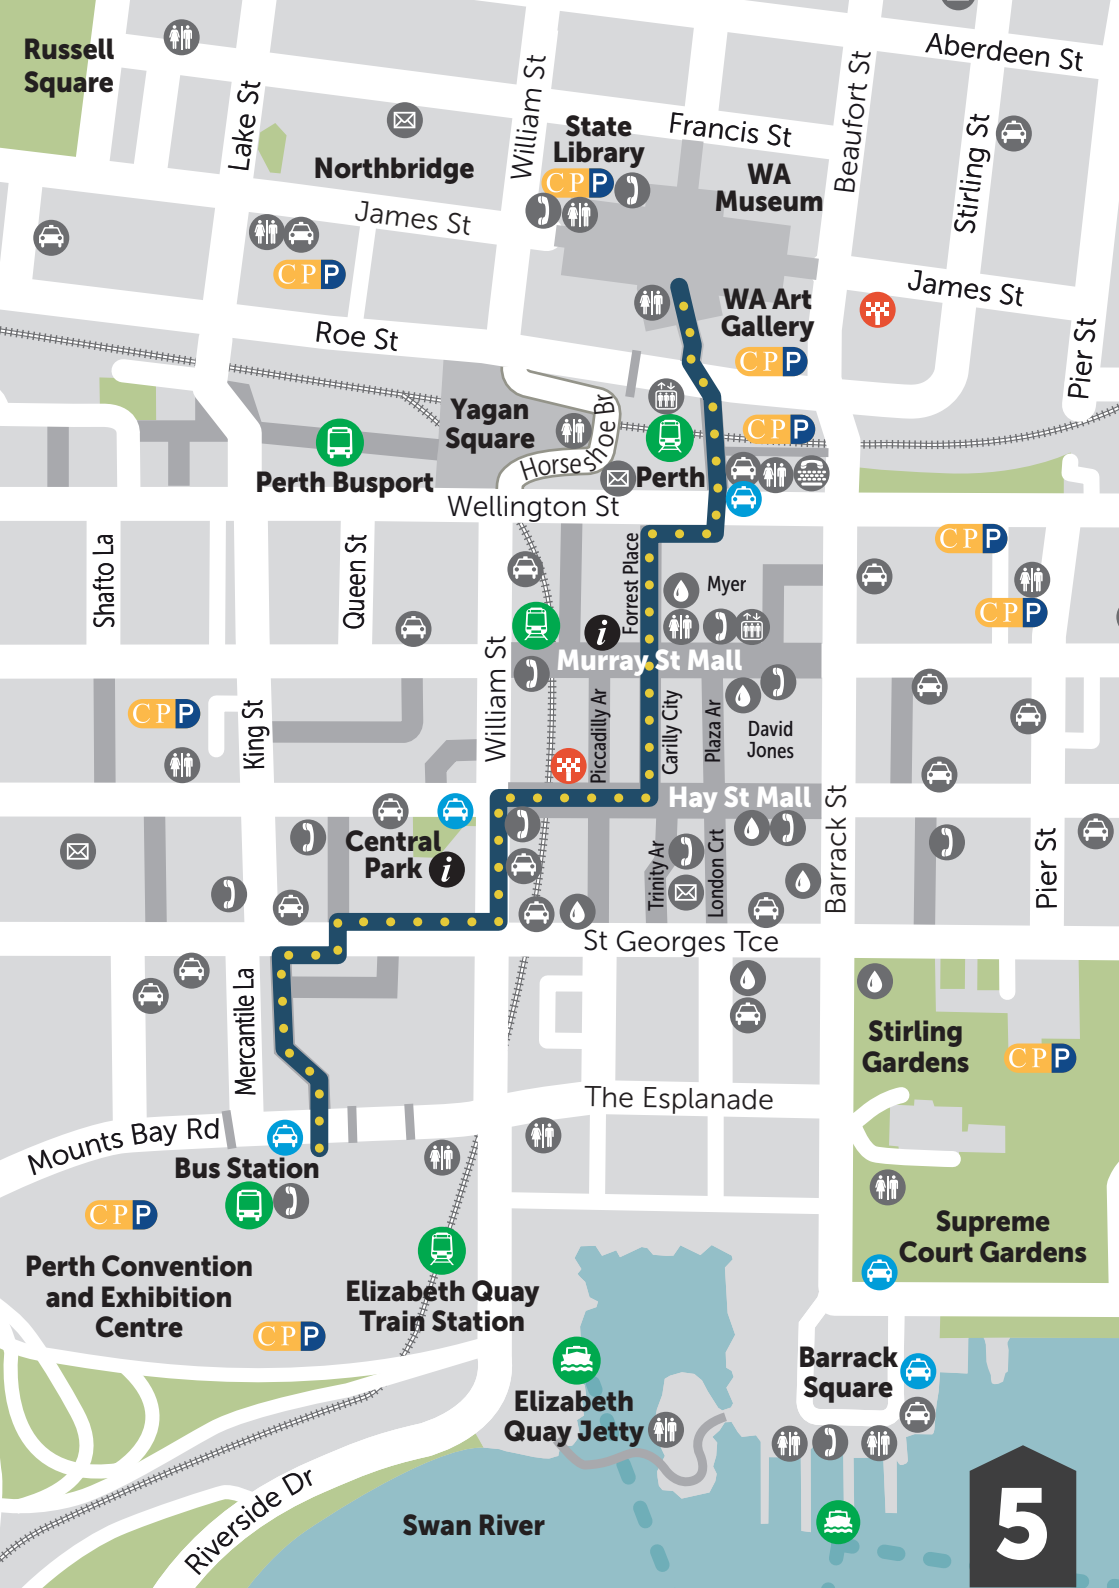 Aberdeen St
Russell
Square
Lake St
William St
Beaufort St
Stirling St
State
Library
Francis St
Northbridge
WA
Museum
CPP
James St
CPP
James St
WA Art
Gallery
CPP
Roe St
Pier St
Yagan
Square
Horseshoe Br
CPP
Perth Busport
Perth
Wellington St
Shafto La
Queen St
Forrest Place
CPP
Myer
i
CPP
William St
Murray St Mall
King St
CPP
Piccadilly Ar
Carilly City
Plaza Ar
David
Jones
Hay St Mall
Barrack St
Central
Park
i
Trinity Ar
London Crt
Pier St
St Georges Tce
Mercantile La
Stirling
Gardens
CPP
The Esplanade
Mounts Bay Rd
Bus Station
CPP
Supreme
Court Gardens
Perth Convention
and Exhibition
Centre
CPP
Elizabeth Quay
Train Station
Barrack
Square
Elizabeth
Quay Jetty
Riverside Dr
Swan River
5